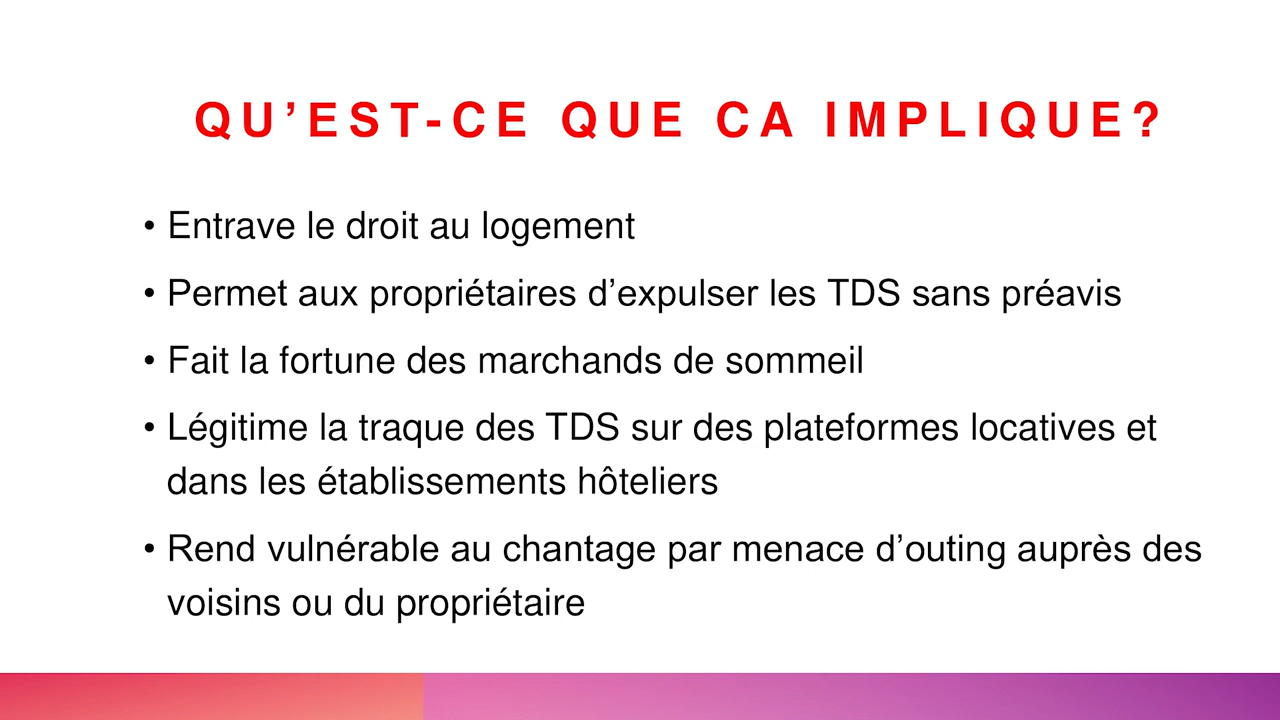 QU’EST-CE QUE CA IMPLIQUE?
• Entrave le droit au logement
• Permet aux propriétaires d’expulser les TDS sans préavis
• Fait la fortune des marchands de sommeil
• Légitime la traque des TDS sur des plateformes locatives et
dans les établissements hôteliers
• Rend vulnérable au chantage par menace d’outing auprès des
voisins ou du propriétaire